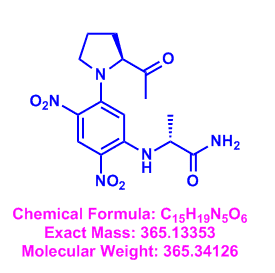 O
N
O₂N
NH₂
N
H
NO₂
O
Chemical Formula: C₁₅H₁₉N₅O₆
Exact Mass: 365.13353
Molecular Weight: 365.34126